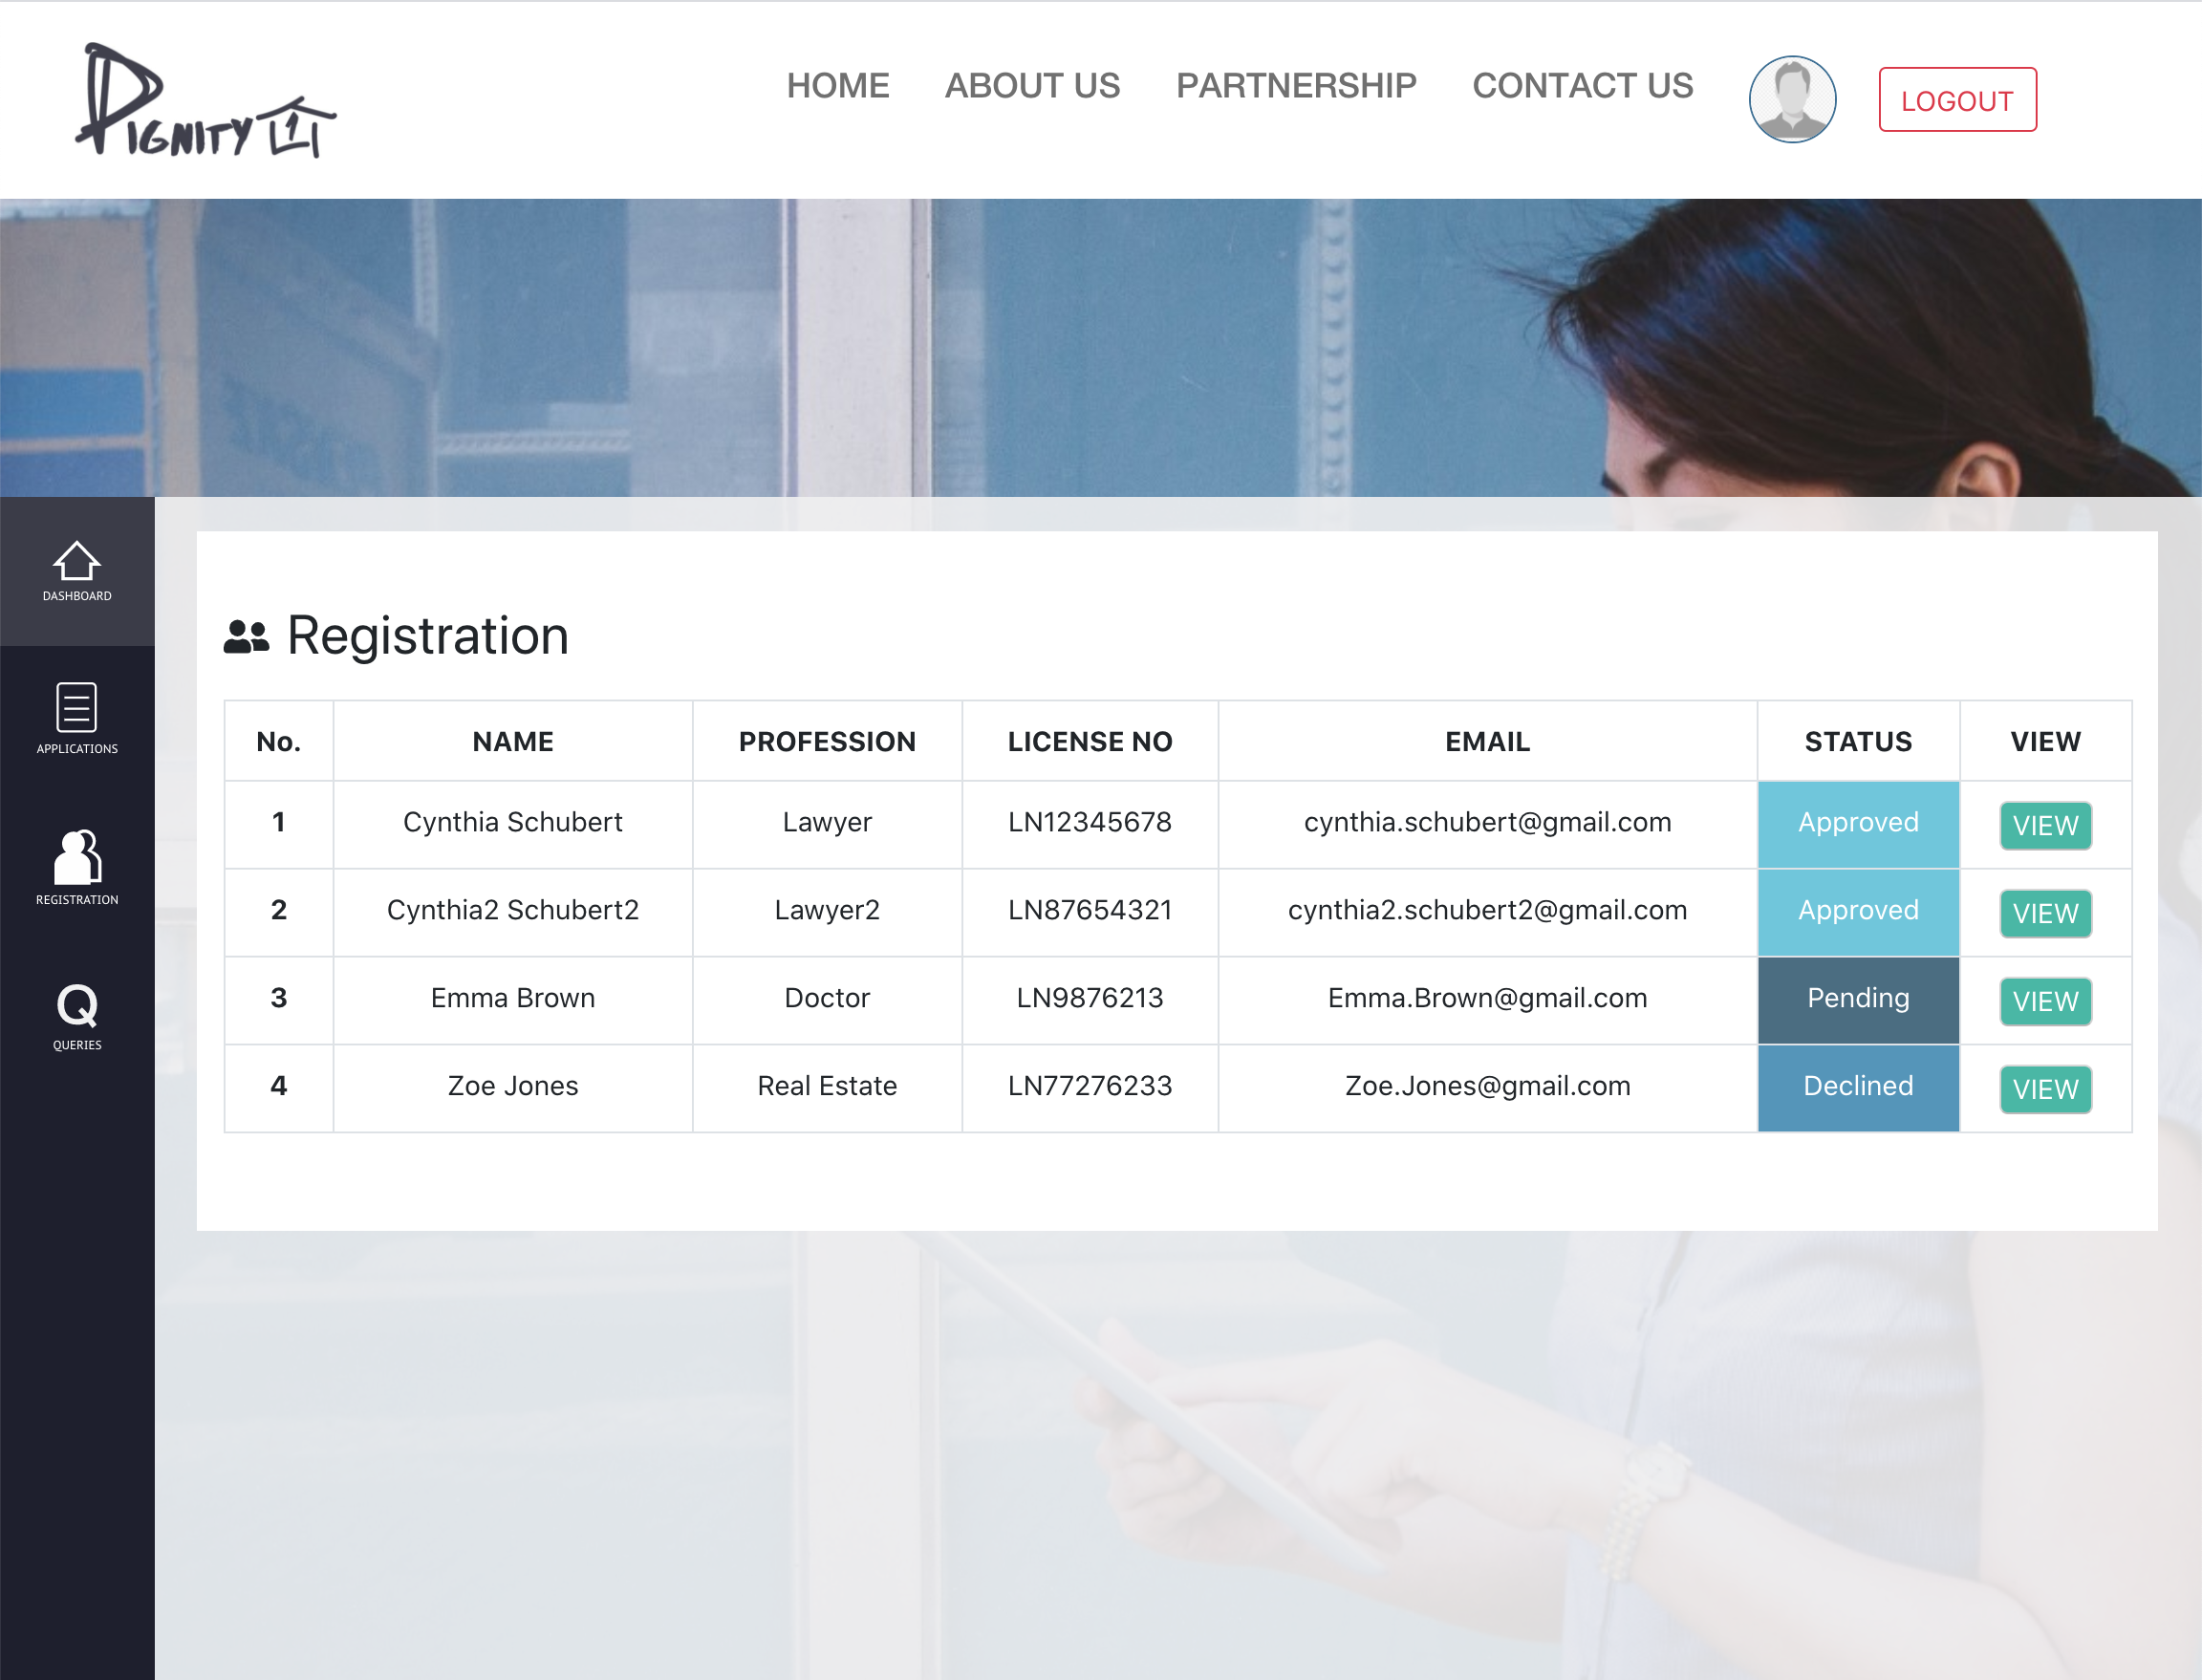 DIGNITY 1
HOME ABOUT US PARTNERSHIP CONTACT US LOGOUT
DASHBOARD
APPLICATIONS
REGISTRATION
Q
QUERIES
Registration
No. NAME PROFESSION LICENSE NO EMAIL STATUS VIEW
1 Cynthia Schubert Lawyer LN12345678 cynthia.schubert@gmail.com Approved VIEW
2 Cynthia2 Schubert2 Lawyer2 LN87654321 cynthia2.schubert2@gmail.com Approved VIEW
3 Emma Brown Doctor LN9876213 Emma.Brown@gmail.com Pending VIEW
4 Zoe Jones Real Estate LN77276233 Zoe.Jones@gmail.com Declined VIEW